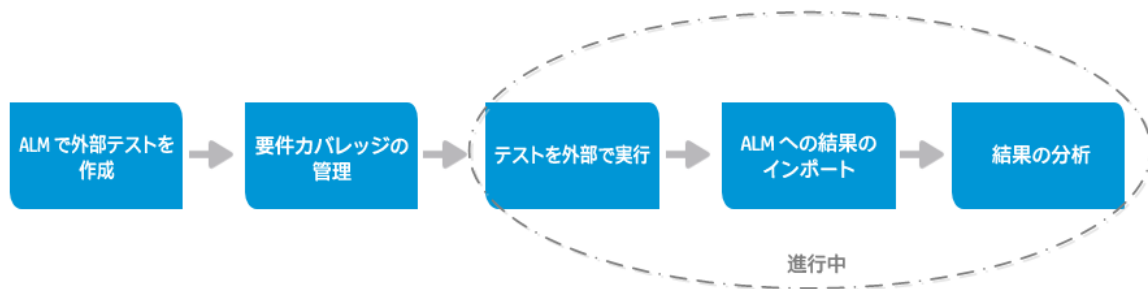 ALM で外部テストを
作成
要件カバレッジの
管理
テストを外部で実行
ALM への結果の
インポート
結果の分析
進行中